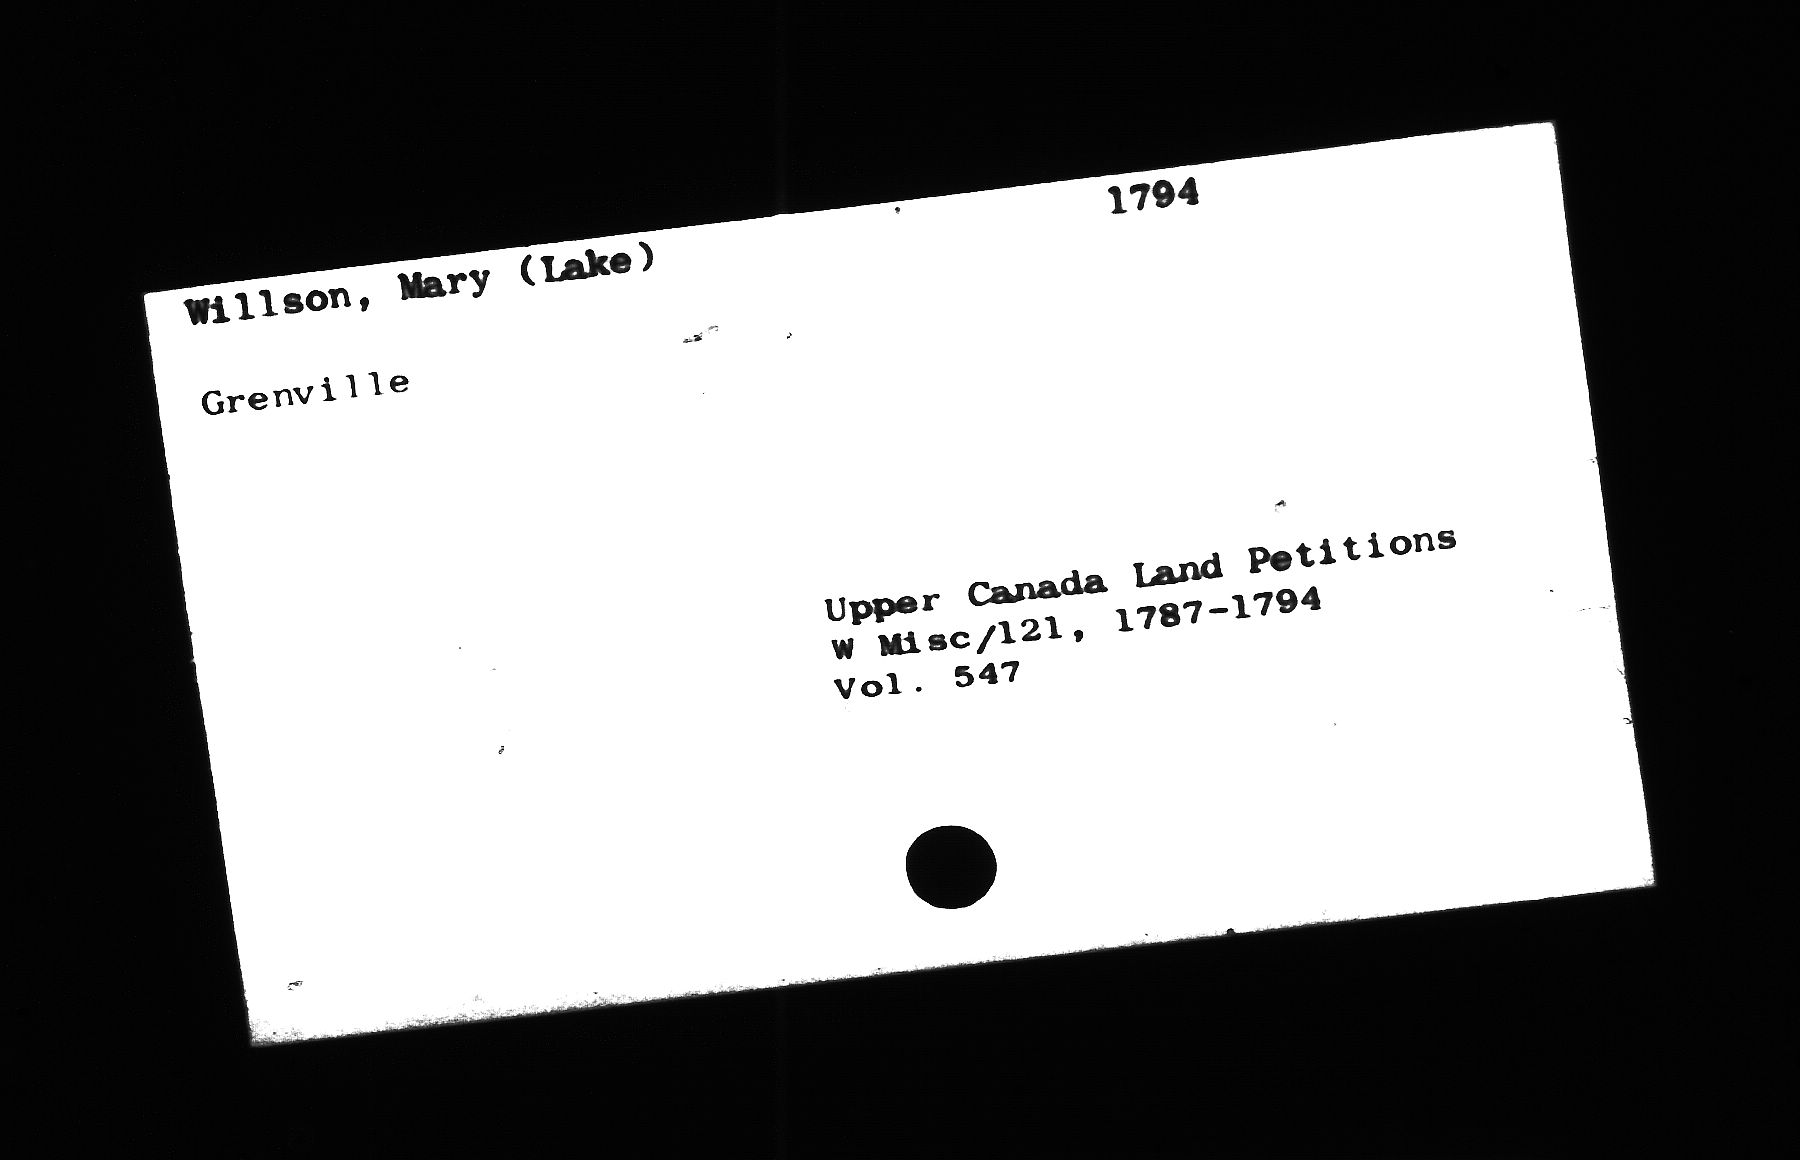 1794
Willson, Mary (Lake)
Grenville
Upper Canada Land Petitions
W Misc/121, 1787-1794
Vol. 547